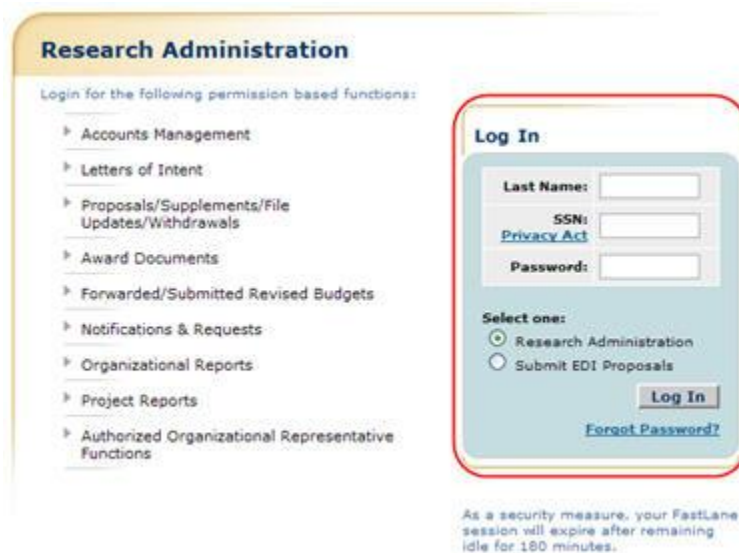 Research Administration
Login for the following permission based functions:
Accounts Management
Letters of Intent
Proposals/Supplements/File
Updates/Withdrawals
Award Documents
Forwarded/Submitted Revised Budgets
Notifications & Requests
Organizational Reports
Project Reports
Authorized Organizational Representative
Functions
Log In
Last Name:
SSN:
Privacy Act
Password:
Select one:
Research Administration
Submit EDI Proposals
Log In
Forgot Password?
As a security measure, your FastLane
session will expire after remaining
idle for 180 minutes.